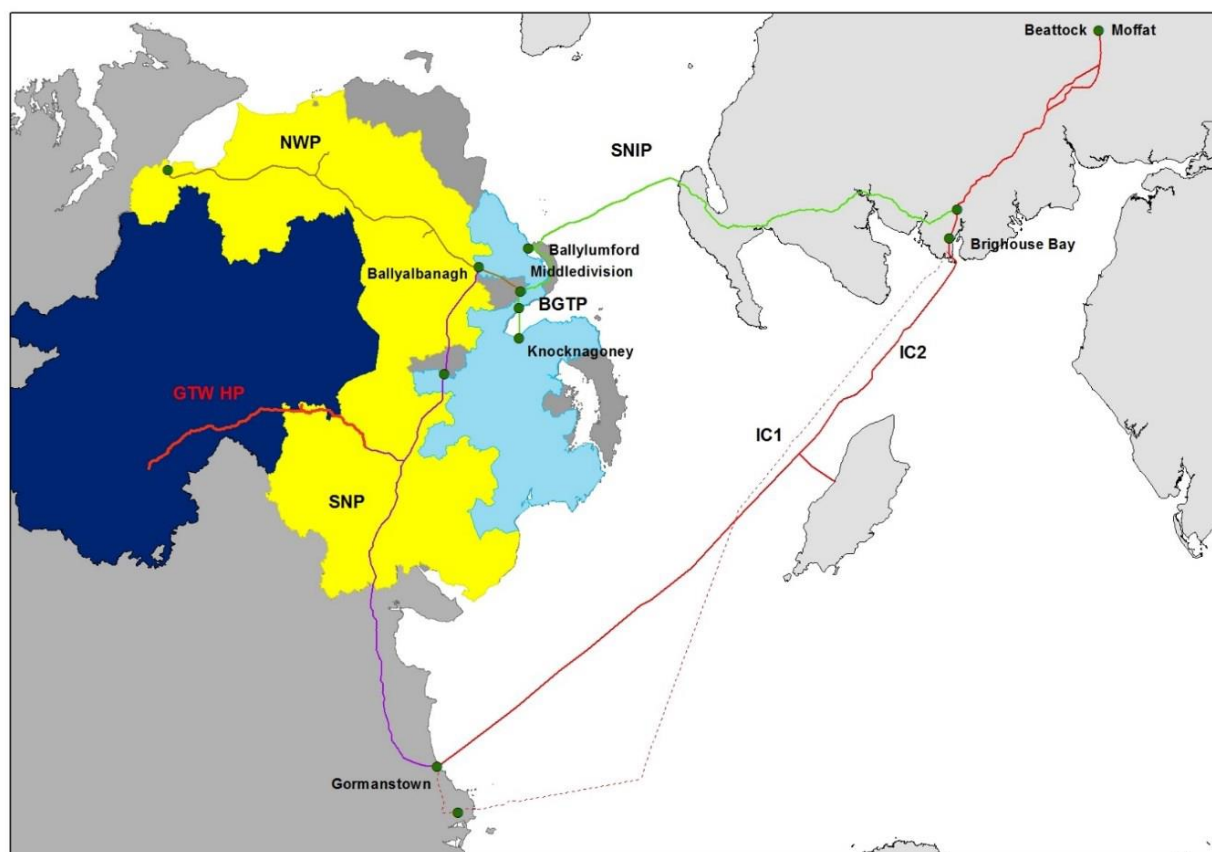 Beattock
Moffat
NWP
SNIP
Ballylumford
Brighouse Bay
Ballyalbanagh
Middledivision
BGTP
Knocknagoney
IC2
GTW HP
IC1
SNP
Gormanstown